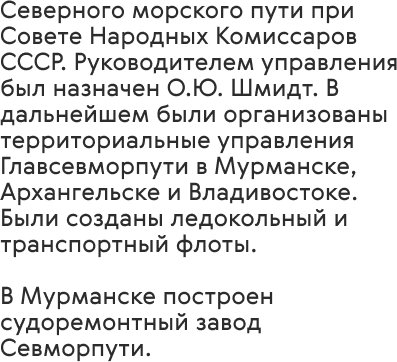 Северного морского пути при
Совете Народных Комиссаров
СССР. Руководителем управления
был назначен О.Ю. Шмидт. В
дальнейшем были организованы
территориальные управления
Главсевморпути в Мурманске,
Архангельске и Владивостоке.
Были созданы ледокольный и
транспортный флоты.

В Мурманске построен
судоремонтный завод
Севморпути.